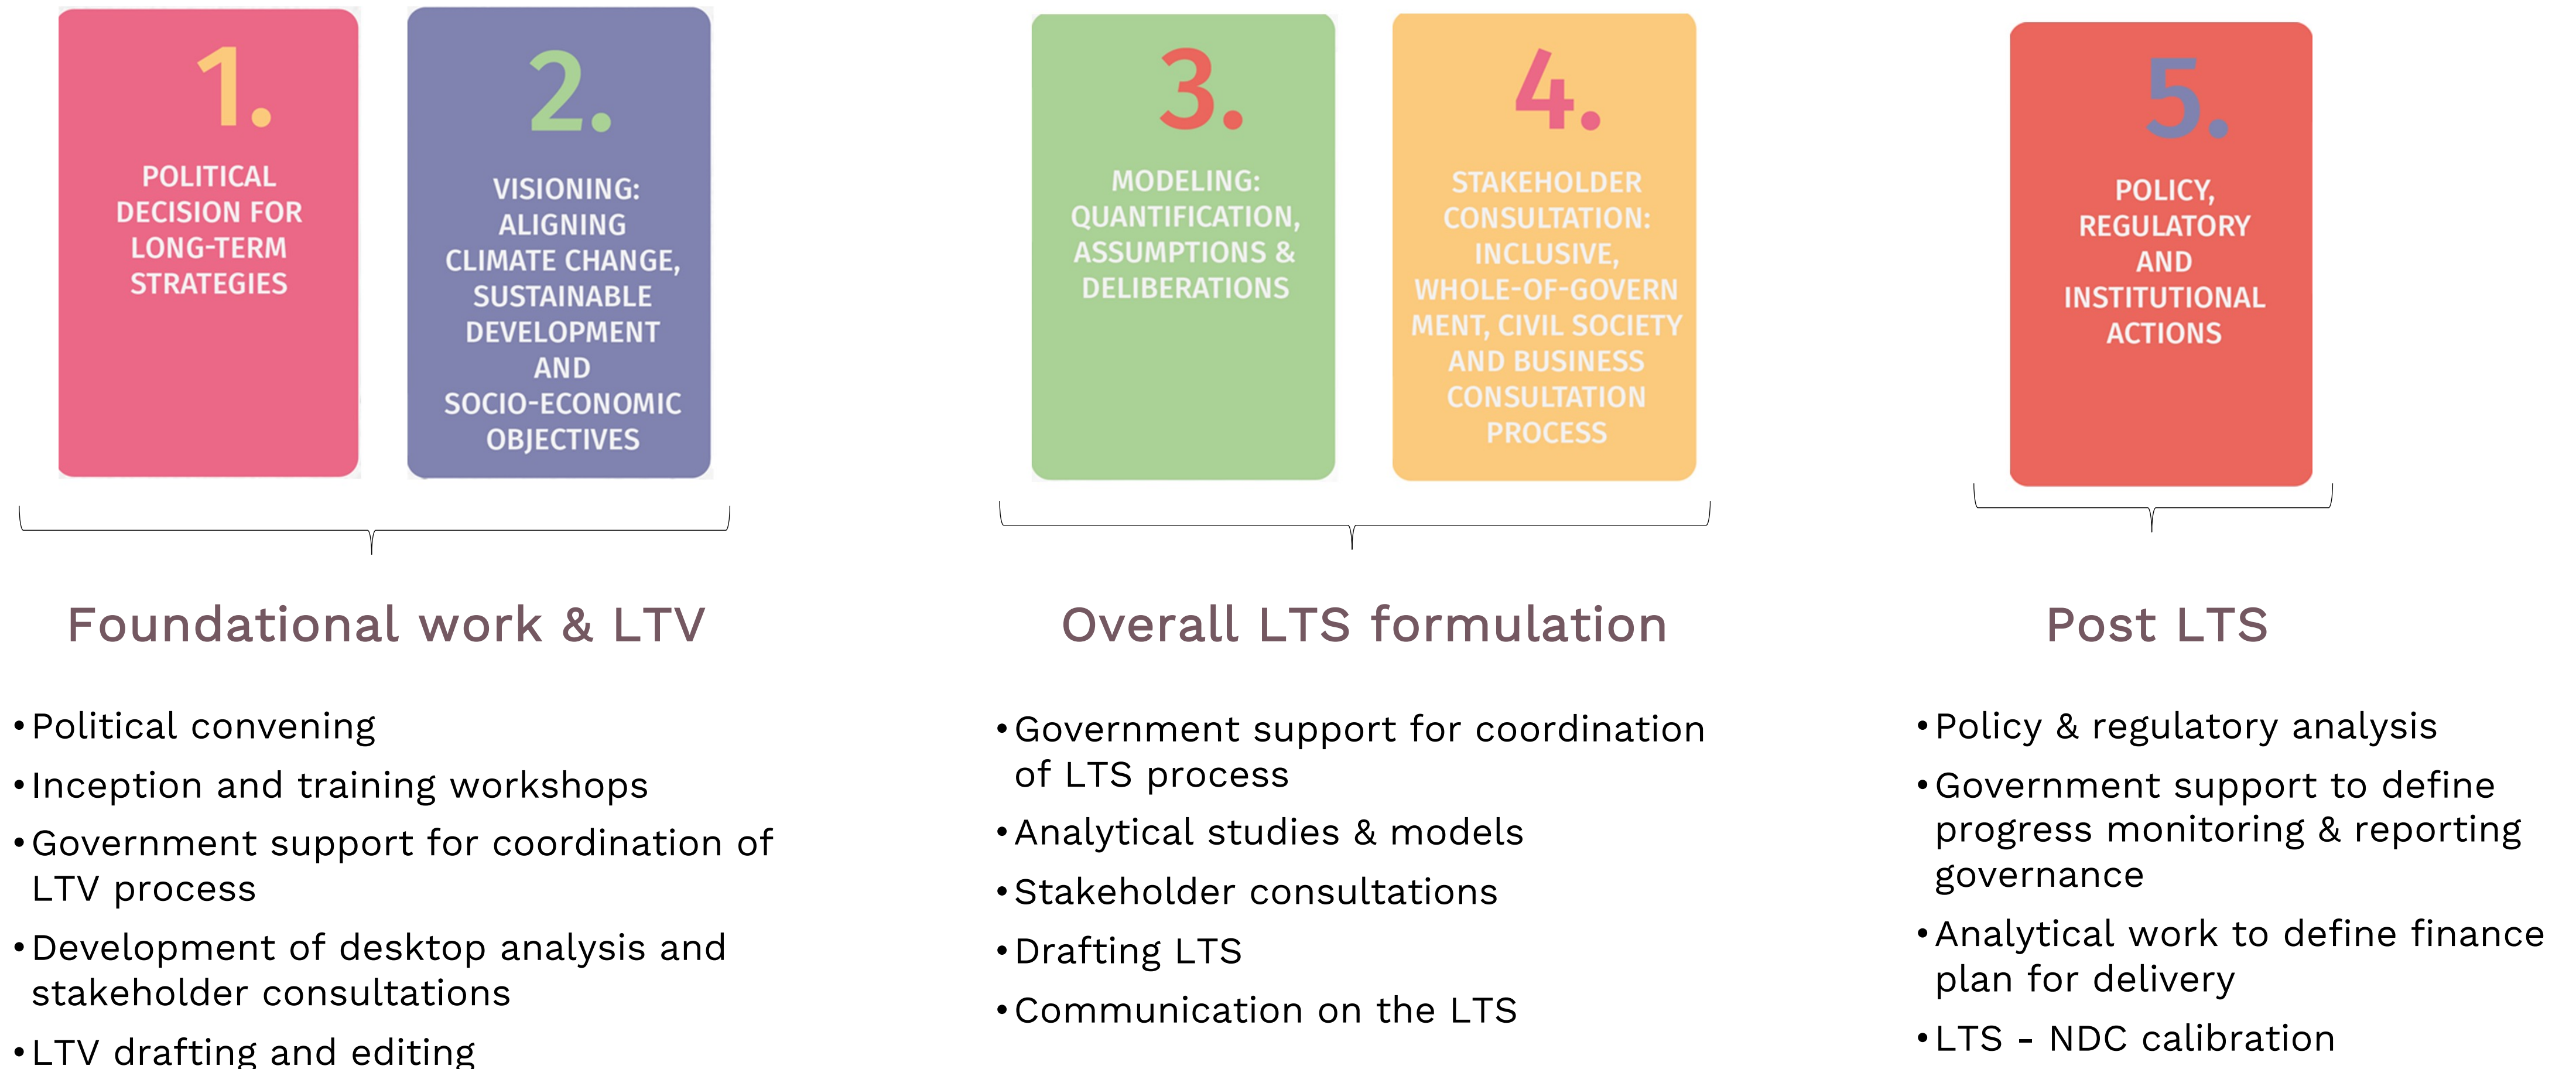 1.
POLITICAL
DECISION FOR
LONG-TERM
STRATEGIES
2.
VISIONING:
ALIGNING
CLIMATE CHANGE,
SUSTAINABLE
DEVELOPMENT
AND
SOCIO-ECONOMIC
OBJECTIVES
3.
MODELING:
QUANTIFICATION,
ASSUMPTIONS &
DELIBERATIONS
4.
STAKEHOLDER
CONSULTATION:
INCLUSIVE,
WHOLE-OF-GOVERN
MENT, CIVIL SOCIETY
AND BUSINESS
CONSULTATION
PROCESS
5.
POLICY,
REGULATORY
AND
INSTITUTIONAL
ACTIONS
Foundational work & LTV
•Political convening
•Inception and training workshops
•Government support for coordination of
LTV process
•Development of desktop analysis and
stakeholder consultations
•LTV drafting and editing
Overall LTS formulation
•Government support for coordination
of LTS process
•Analytical studies & models
•Stakeholder consultations
•Drafting LTS
•Communication on the LTS
Post LTS
•Policy & regulatory analysis
•Government support to define
progress monitoring & reporting
governance
•Analytical work to define finance
plan for delivery
•LTS - NDC calibration